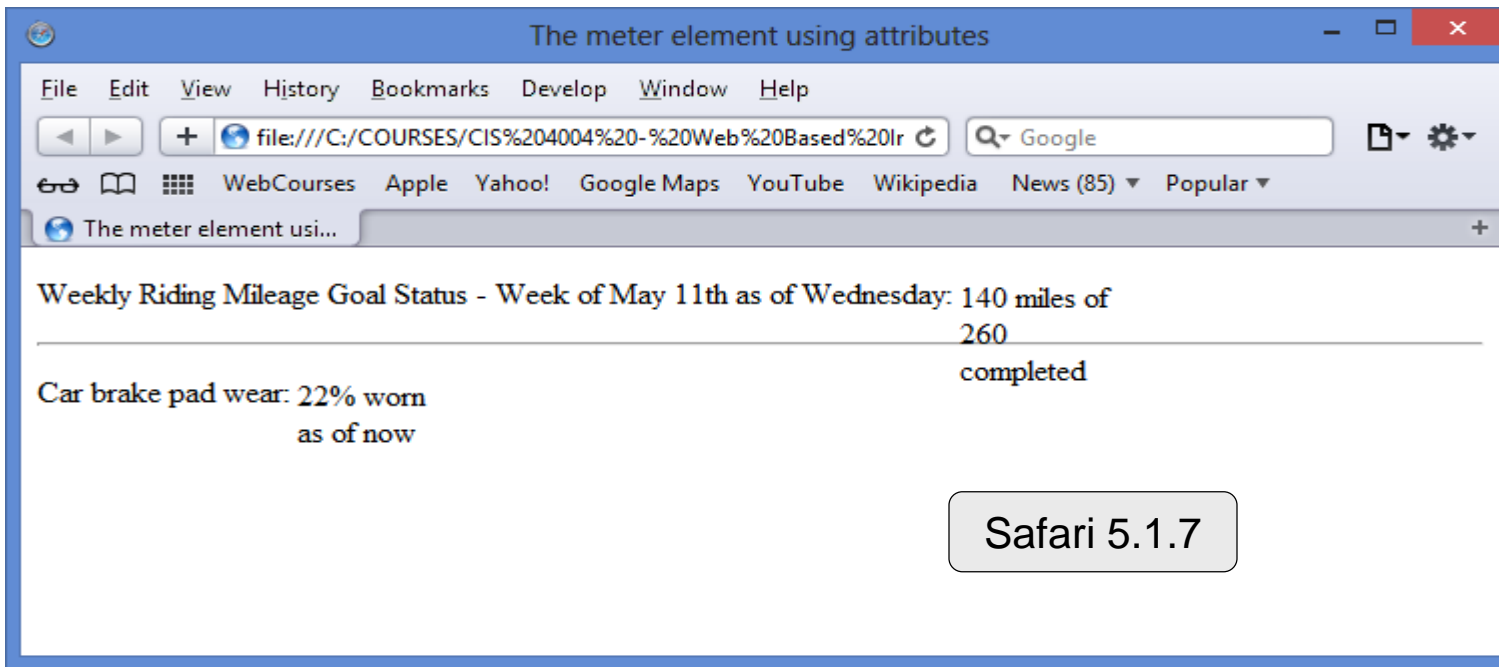 The meter element using attributes
File Edit View History Bookmarks Develop Window Help
file:///C:/COURSES/CIS%204004%20-%20Web%20Based%20Ir Google
WebCourses Apple Yahoo! Google Maps YouTube Wikipedia News (85) Popular
The meter element usi...
Weekly Riding Mileage Goal Status - Week of May 11th as of Wednesday: 140 miles of
260
completed
Car brake pad wear: 22% worn
as of now
Safari 5.1.7